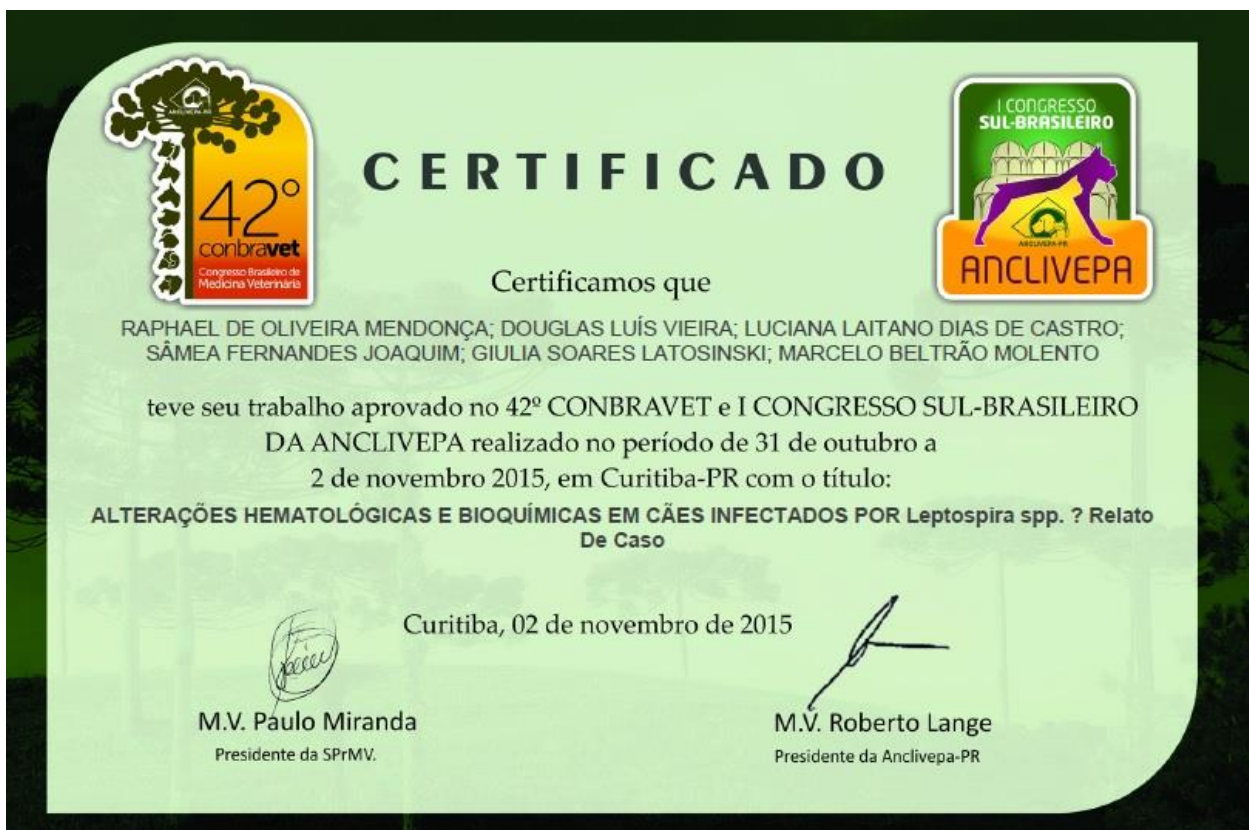 ANCLIVEPA-PR
42º
conbravet
Congresso Brasileiro de
Medicina Veterinária
CERTIFICADO
I CONGRESSO
SUL-BRASILEIRO
ANCLIVEPA-PR
ANCLIVEPA
Certificamos que
RAPHAEL DE OLIVEIRA MENDONÇA; DOUGLAS LUÍS VIEIRA; LUCIANA LAITANO DIAS DE CASTRO;
SÂMEA FERNANDES JOAQUIM; GIULIA SOARES LATOSINSKI; MARCELO BELTRÃO MOLENTO
teve seu trabalho aprovado no 42º CONBRAVET e I CONGRESSO SUL-BRASILEIRO
DA ANCLIVEPA realizado no período de 31 de outubro a
2 de novembro 2015, em Curitiba-PR com o título:
ALTERAÇÕES HEMATOLÓGICAS E BIOQUÍMICAS EM CÃES INFECTADOS POR Leptospira spp. ? Relato
De Caso
Curitiba, 02 de novembro de 2015
M.V. Paulo Miranda
Presidente da SPrMV.
M.V. Roberto Lange
Presidente da Anclivepa-PR